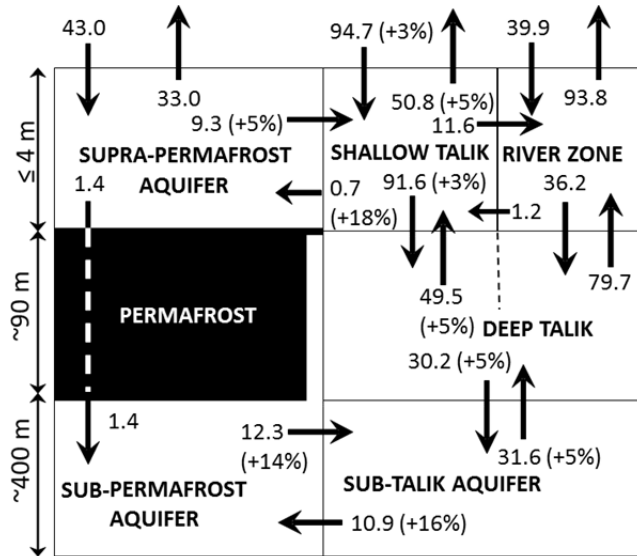 43.0
94.7 (+3%)
39.9
33.0
50.8 (+5%)
93.8
9.3 (+5%)
11.6
SUPRA-PERMAFROST
AQUIFER
SHALLOW TALIK
RIVER ZONE
≤ 4 m
1.4
0.7
(+18%)
91.6 (+3%)
1.2
36.2
PERMAFROST
~90 m
49.5
(+5%)
79.7
DEEP TALIK
30.2 (+5%)
1.4
12.3
(+14%)
31.6 (+5%)
~400 m
SUB-PERMAFROST
AQUIFER
SUB-TALIK AQUIFER
10.9 (+16%)